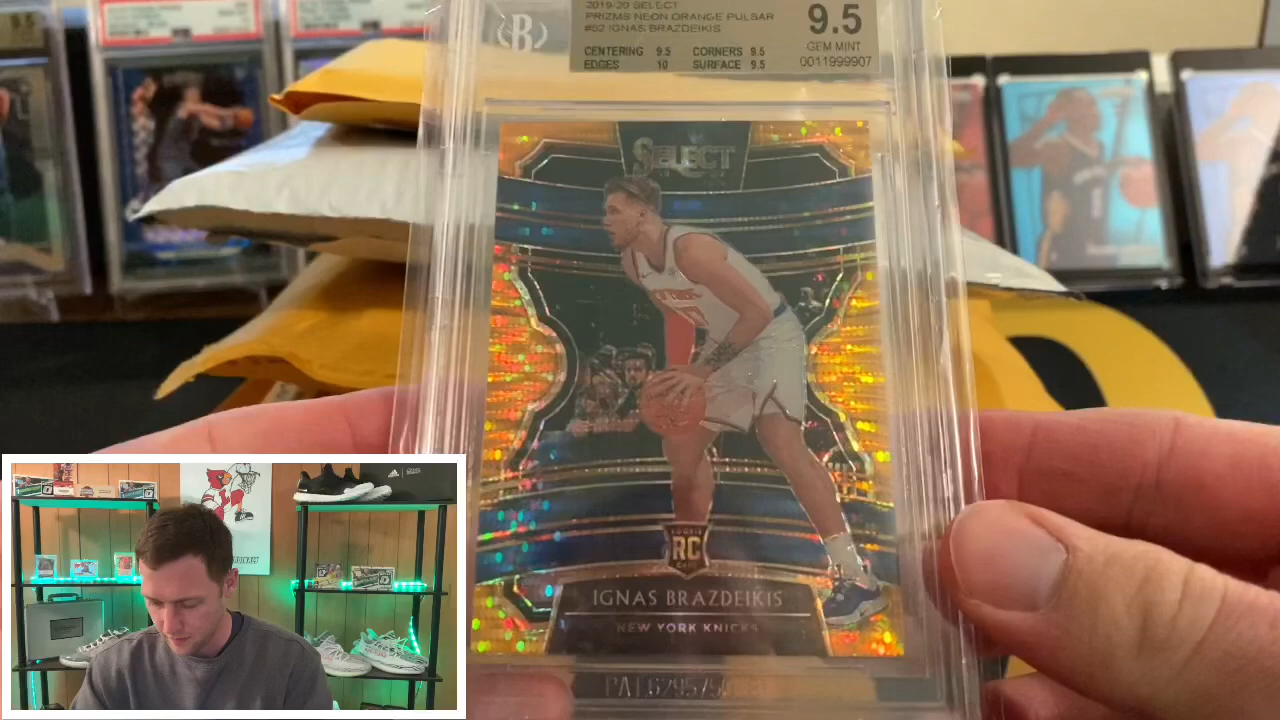 2019-20 SELECT
PRIZMS NEON ORANGE PULSAR
#52 IGNAS BRAZDEIKIS
9.5
GEM MINT
CENTERING 9.5 CORNERS 9.5
EDGES 10 SURFACE 9.5
0011999907
B
SELECT
RC
IGNAS BRAZDEIKIS
NEW YORK KNICKS